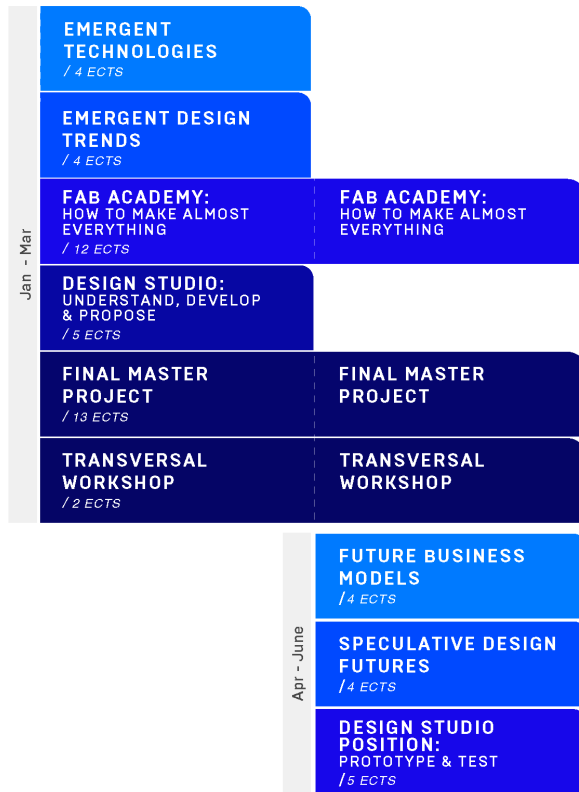 Jan - Mar
EMERGENT
TECHNOLOGIES
/ 4 ECTS
EMERGENT DESIGN
TRENDS
/ 4 ECTS
FAB ACADEMY:
HOW TO MAKE ALMOST
EVERYTHING
/ 12 ECTS
FAB ACADEMY:
HOW TO MAKE ALMOST
EVERYTHING
DESIGN STUDIO:
UNDERSTAND, DEVELOP
& PROPOSE
/ 5 ECTS
FINAL MASTER
PROJECT
/ 13 ECTS
FINAL MASTER
PROJECT
TRANSVERSAL
WORKSHOP
/ 2 ECTS
TRANSVERSAL
WORKSHOP
Apr - June
FUTURE BUSINESS
MODELS
/4 ECTS
SPECULATIVE DESIGN
FUTURES
/4 ECTS
DESIGN STUDIO
POSITION:
PROTOTYPE & TEST
/5 ECTS